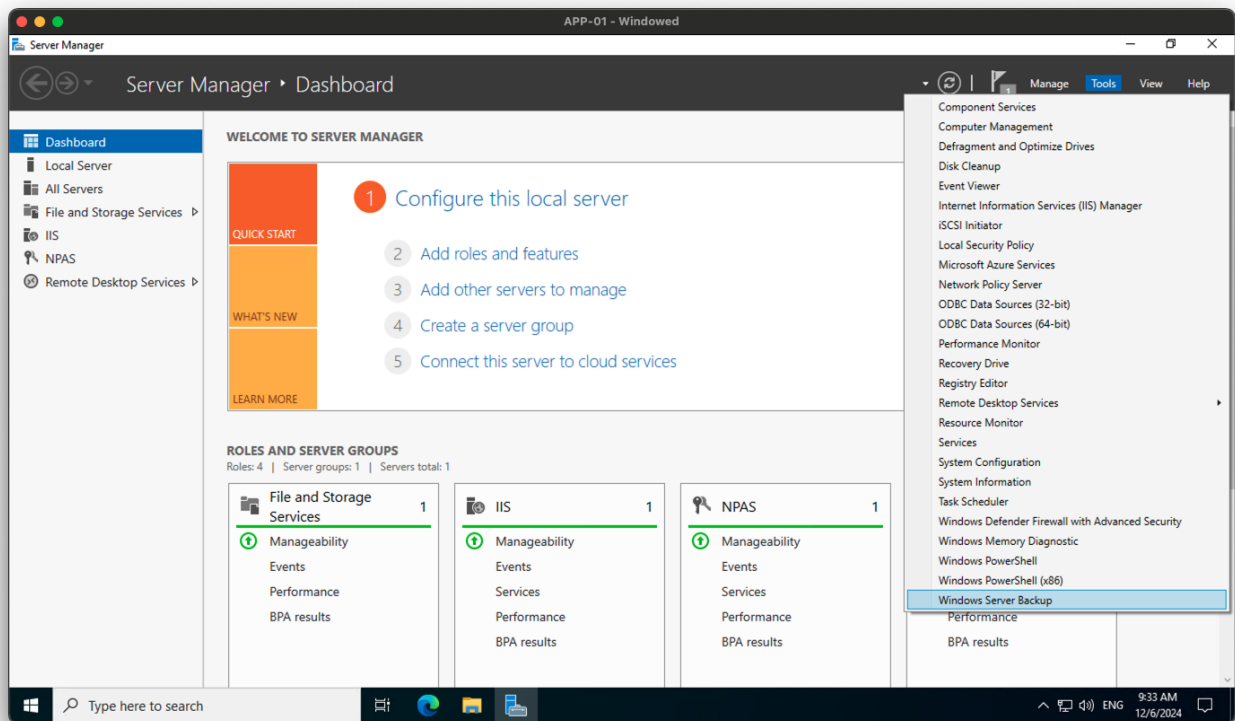 APP-01 - Windowed
Server Manager
Server Manager • Dashboard
1
Manage
Tools
View
Help
Dashboard
Local Server
All Servers
File and Storage Services
IIS
NPAS
Remote Desktop Services
WELCOME TO SERVER MANAGER
QUICK START
WHAT'S NEW
LEARN MORE
1 Configure this local server
2 Add roles and features
3 Add other servers to manage
4 Create a server group
5 Connect this server to cloud services
Component Services
Computer Management
Defragment and Optimize Drives
Disk Cleanup
Event Viewer
Internet Information Services (IIS) Manager
iSCSI Initiator
Local Security Policy
Microsoft Azure Services
Network Policy Server
ODBC Data Sources (32-bit)
ODBC Data Sources (64-bit)
Performance Monitor
Recovery Drive
Registry Editor
Remote Desktop Services
Resource Monitor
Services
System Configuration
System Information
Task Scheduler
Windows Defender Firewall with Advanced Security
Windows Memory Diagnostic
Windows PowerShell
Windows PowerShell (x86)
Windows Server Backup
ROLES AND SERVER GROUPS
Roles: 4 | Server groups: 1 | Servers total: 1
File and Storage
Services
1
Manageability
Events
Performance
BPA results
IIS 1
Manageability
Events
Services
Performance
BPA results
NPAS 1
Manageability
Events
Services
Performance
BPA results
Performance
BPA results
Type here to search
ENG
9:33 AM
12/6/2024